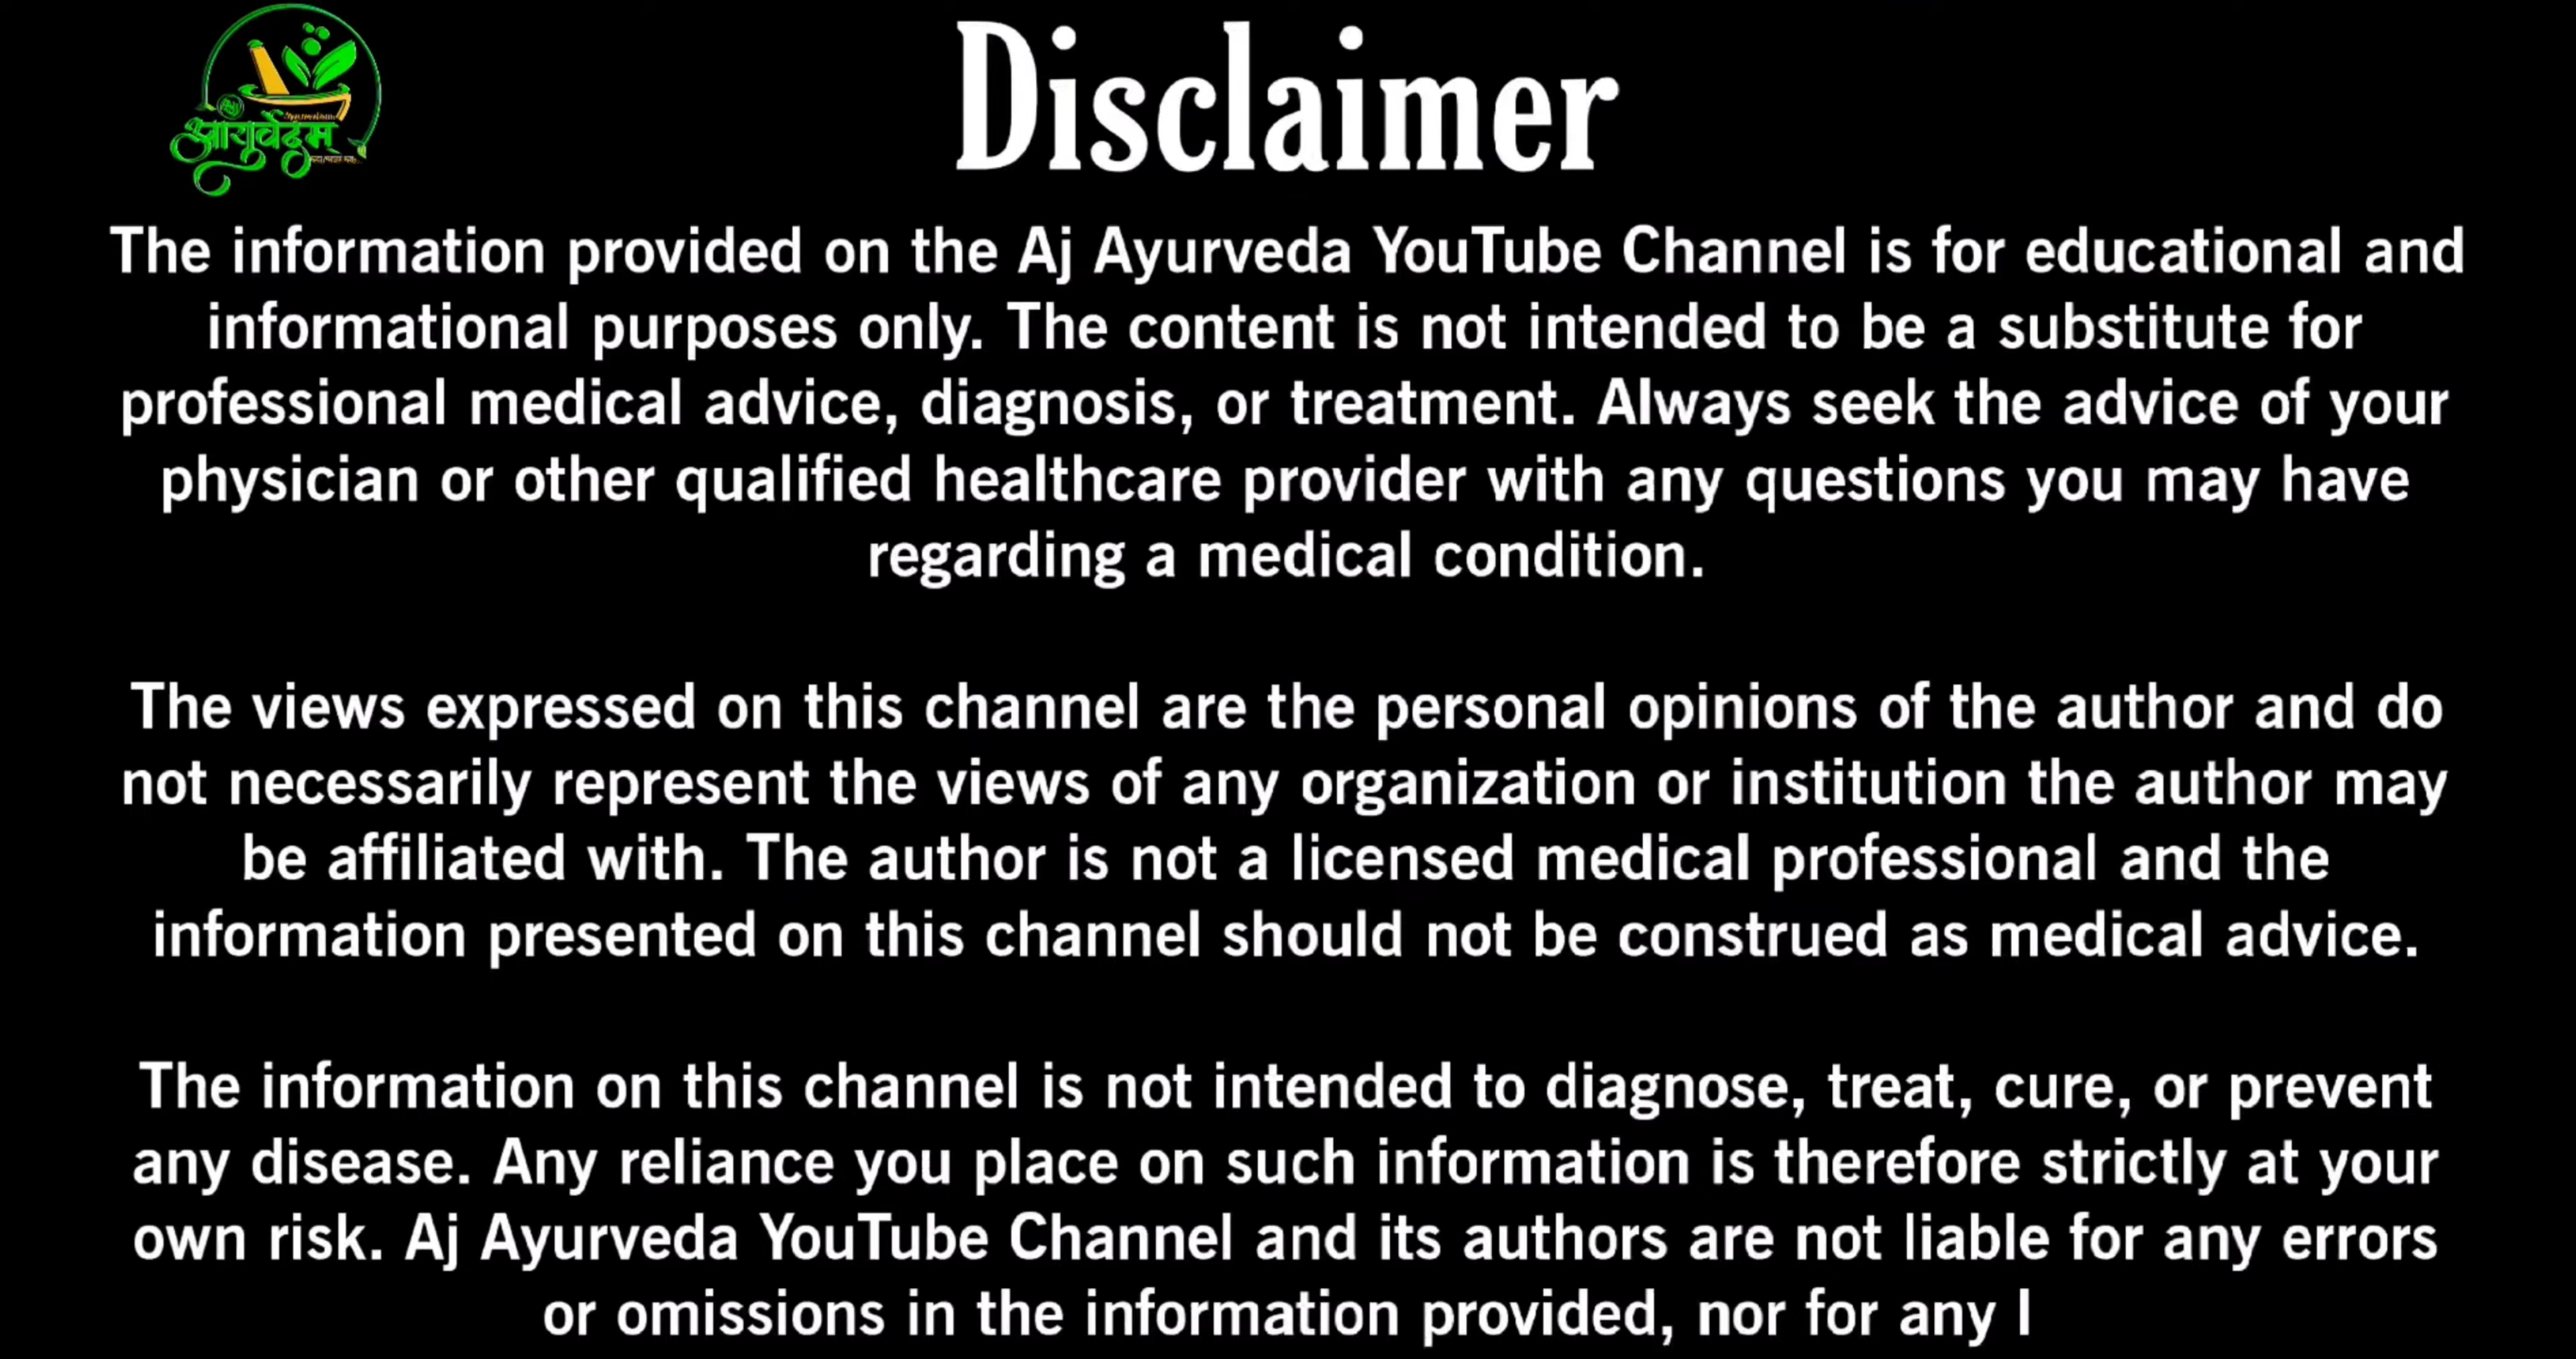 Disclaimer
आयुर्वेदम्
The information provided on the Aj Ayurveda YouTube Channel is for educational and
informational purposes only. The content is not intended to be a substitute for
professional medical advice, diagnosis, or treatment. Always seek the advice of your
physician or other qualified healthcare provider with any questions you may have
regarding a medical condition.
The views expressed on this channel are the personal opinions of the author and do
not necessarily represent the views of any organization or institution the author may
be affiliated with. The author is not a licensed medical professional and the
information presented on this channel should not be construed as medical advice.
The information on this channel is not intended to diagnose, treat, cure, or prevent
any disease. Any reliance you place on such information is therefore strictly at your
own risk. Aj Ayurveda YouTube Channel and its authors are not liable for any errors
or omissions in the information provided, nor for any l